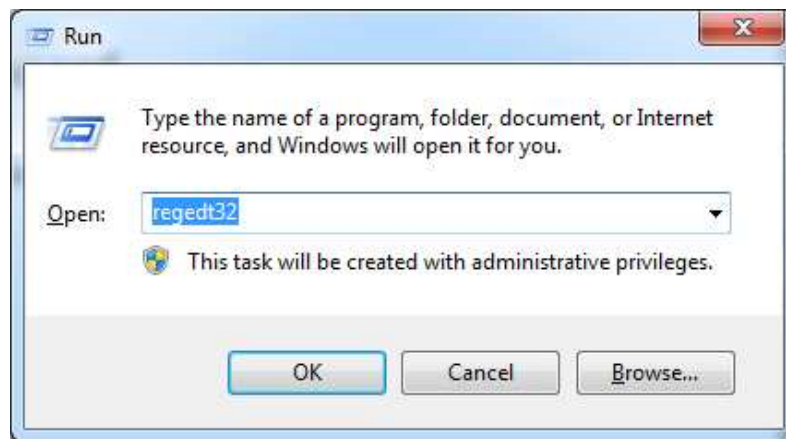 Run
Type the name of a program, folder, document, or Internet
resource, and Windows will open it for you.
Open: regedt32
This task will be created with administrative privileges.
OK Cancel Browse...